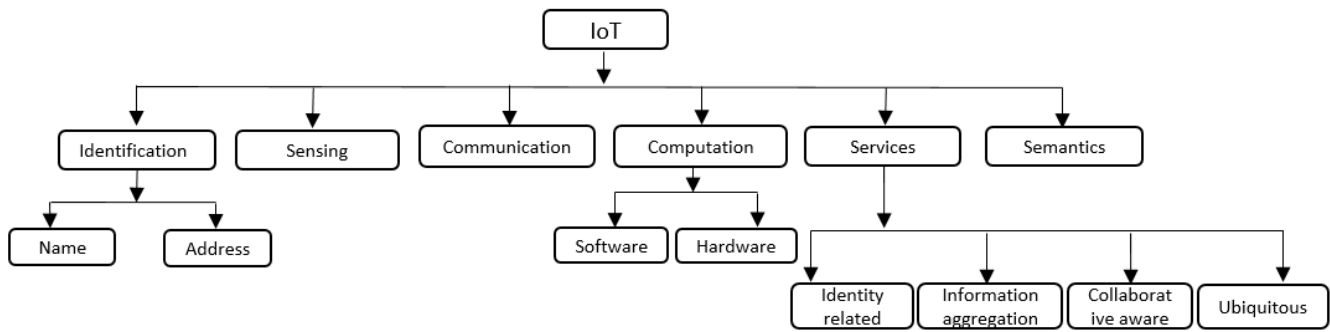 IoT
Identification
Sensing
Communication
Computation
Services
Semantics
Name
Address
Software
Hardware
Identity
related
Information
aggregation
Collaborat
ive aware
Ubiquitous